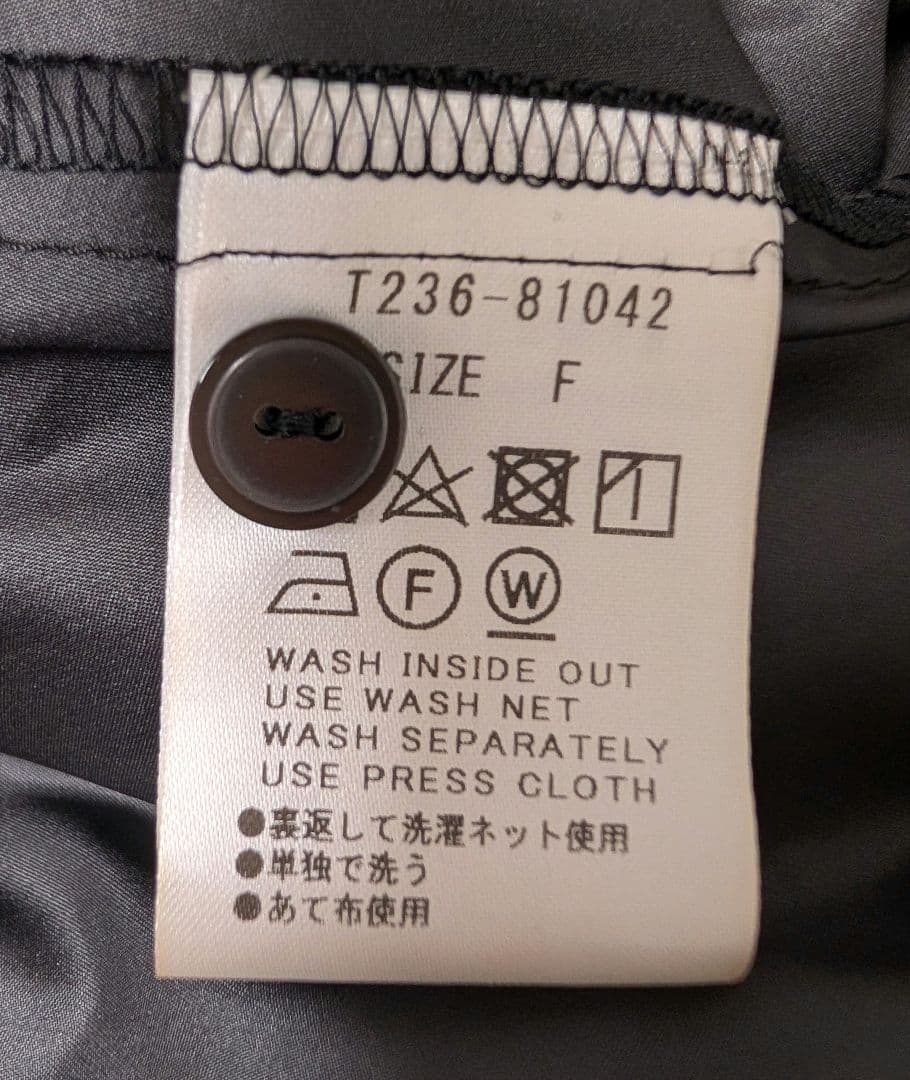 T236-81042
SIZE F
F W
WASH INSIDE OUT
USE WASH NET
WASH SEPARATELY
USE PRESS CLOTH
●裏返して洗濯ネット使用
●単独で洗う
●あて布使用